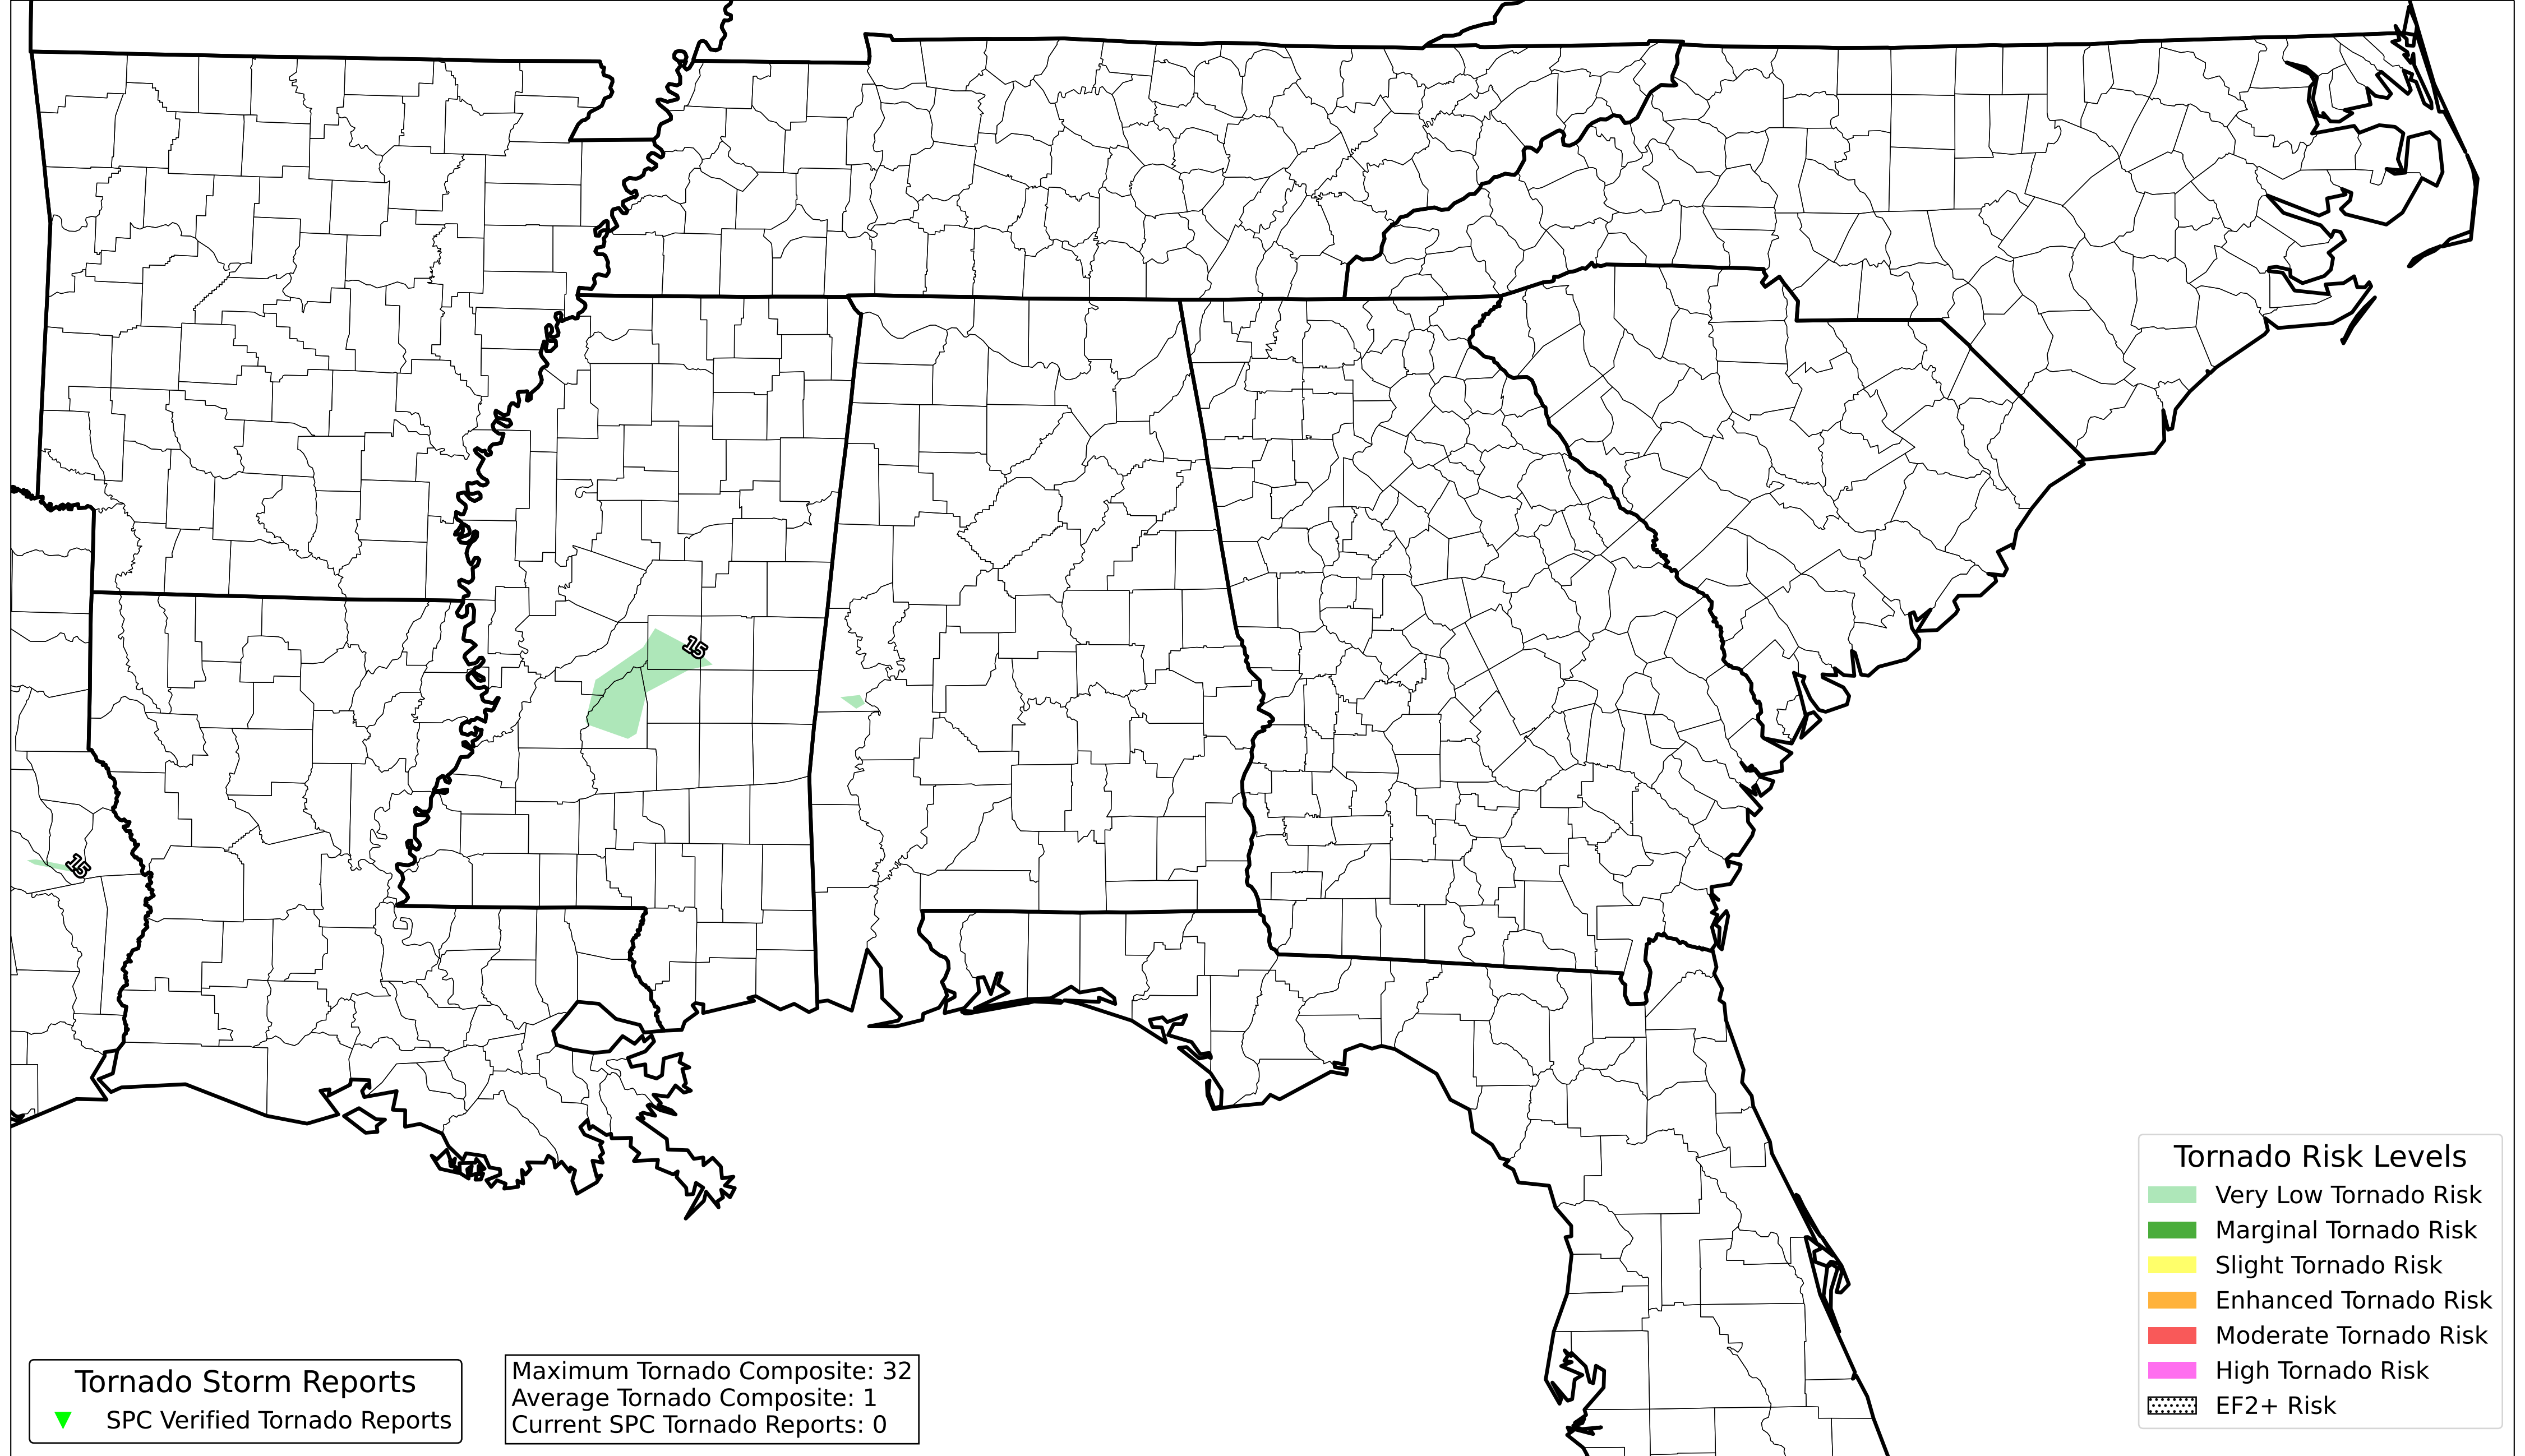 15
15
Tornado Risk Levels
Very Low Tornado Risk
Marginal Tornado Risk
Slight Tornado Risk
Enhanced Tornado Risk
Moderate Tornado Risk
High Tornado Risk
EF2+ Risk
Tornado Storm Reports
SPC Verified Tornado Reports
Maximum Tornado Composite: 32
Average Tornado Composite: 1
Current SPC Tornado Reports: 0